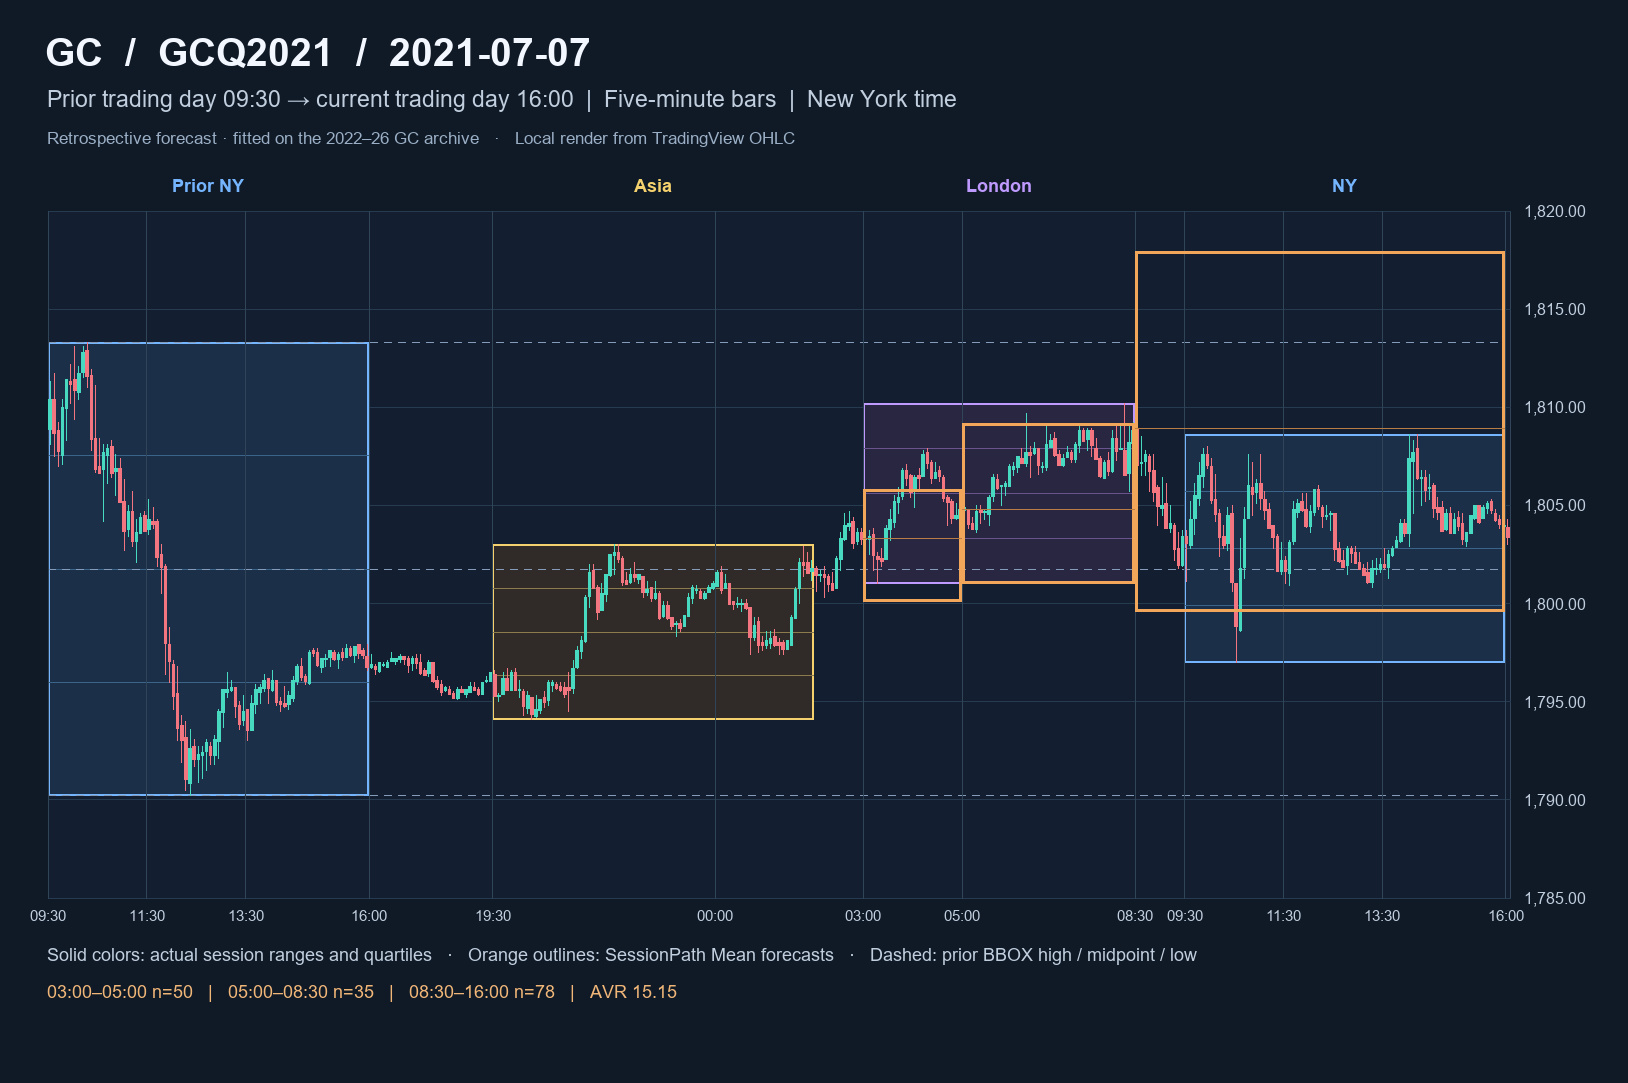 GC / GCQ2021 / 2021-07-07
Prior trading day 09:30 → current trading day 16:00 | Five-minute bars | New York time
Retrospective forecast · fitted on the 2022–26 GC archive · Local render from TradingView OHLC
Prior NY Asia London NY
1,820.00
1,815.00
1,810.00
1,805.00
1,800.00
1,795.00
1,790.00
1,785.00
09:30 11:30 13:30 16:00 19:30 00:00 03:00 05:00 08:30 09:30 11:30 13:30 16:00
Solid colors: actual session ranges and quartiles · Orange outlines: SessionPath Mean forecasts · Dashed: prior BBOX high / midpoint / low
03:00–05:00 n=50 | 05:00–08:30 n=35 | 08:30–16:00 n=78 | AVR 15.15